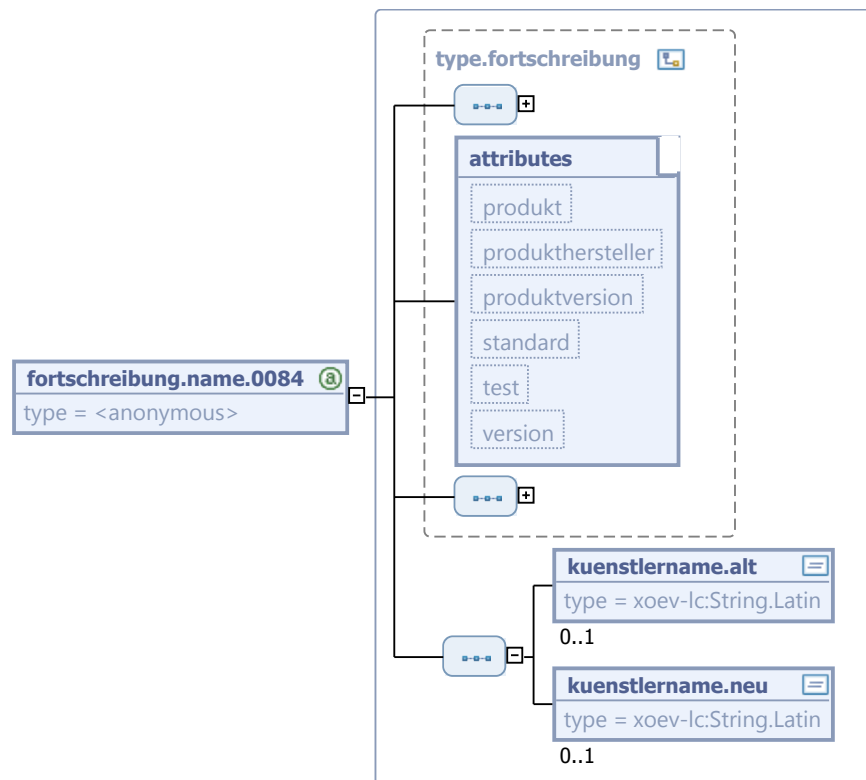 type.fortschreibung
attributes
produkt
produkthersteller
produktversion
standard
test
version
fortschreibung.name.0084
type = <anonymous>
kuenstlername.alt
type = xoev-lc:String.Latin
0..1
kuenstlername.neu
type = xoev-lc:String.Latin
0..1